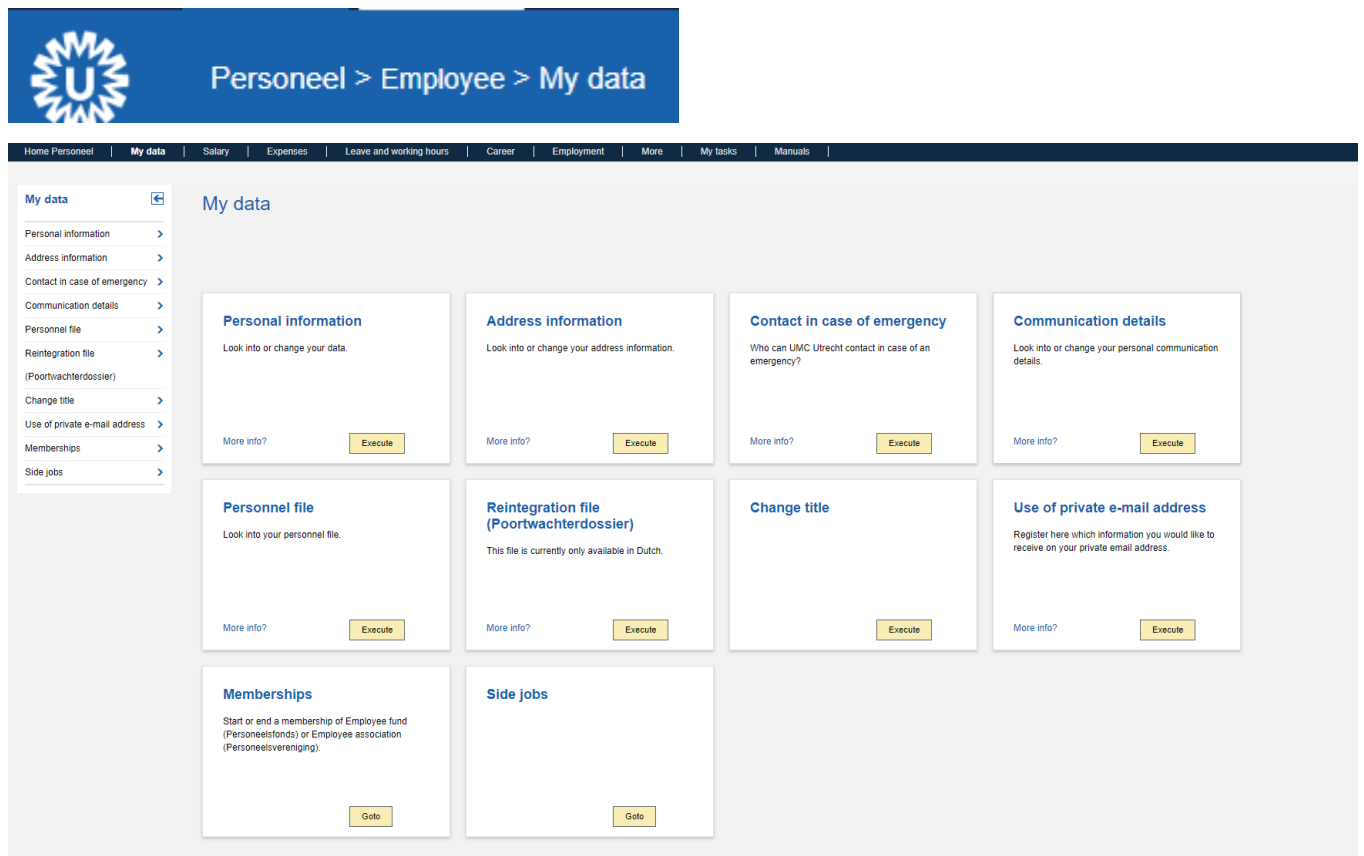 U
Personeel > Employee > My data
Home Personeel | My data | Salary | Expenses | Leave and working hours | Career | Employment | More | My tasks | Manuals |
My data
Personal information
Address information
Contact in case of emergency
Communication details
Personnel file
Reintegration file
(Poortwachterdossier)
Change title
Use of private e-mail address
Memberships
Side jobs
My data
Personal information
Look into or change your data.
More info?
Execute
Address information
Look into or change your address information.
More info?
Execute
Contact in case of emergency
Who can UMC Utrecht contact in case of an
emergency?
More info?
Execute
Communication details
Look into or change your personal communication
details.
More info?
Execute
Personnel file
Look into your personnel file.
More info?
Execute
Reintegration file
(Poortwachterdossier)
This file is currently only available in Dutch.
More info?
Execute
Change title
Execute
Use of private e-mail address
Register here which information you would like to
receive on your private email address.
More info?
Execute
Memberships
Start or end a membership of Employee fund
(Personeelsfonds) or Employee association
(Personeelsvereniging).
Goto
Side jobs
Goto